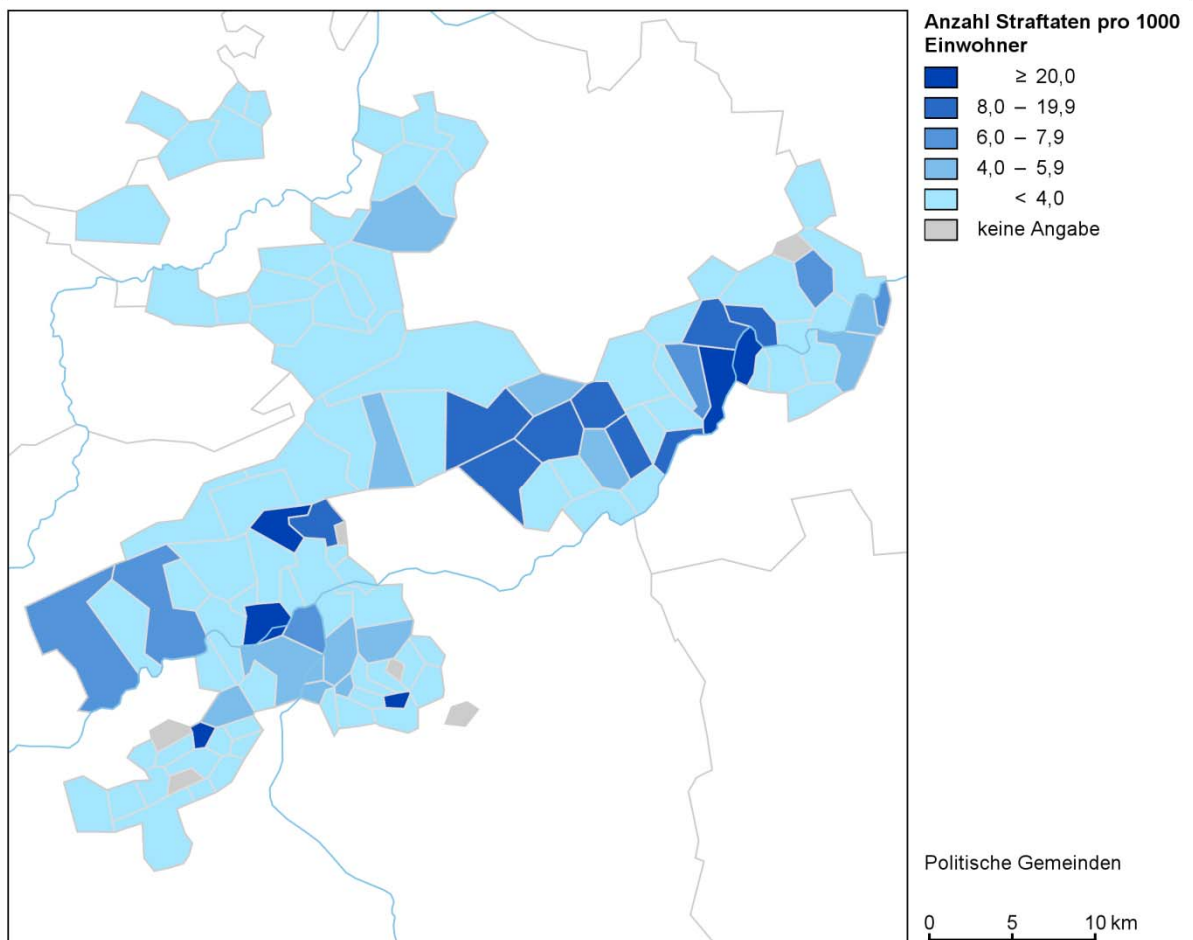 Anzahl Straftaten pro 1000
Einwohner
≥ 20,0
8,0 – 19,9
6,0 – 7,9
4,0 – 5,9
< 4,0
keine Angabe
Politische Gemeinden
0 5 10 km